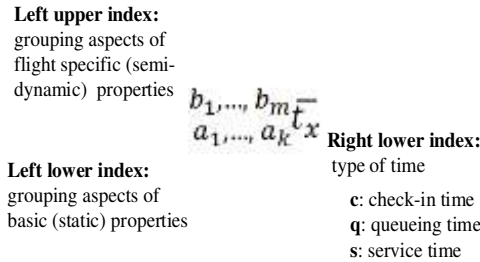 Left upper index:
grouping aspects of
flight specific (semi-
dynamic) properties
b₁,..., bₘ t̅ₓ
a₁,..., aₖ
Right lower index:
type of time
Left lower index:
grouping aspects of
basic (static) properties
c: check-in time
q: queueing time
s: service time